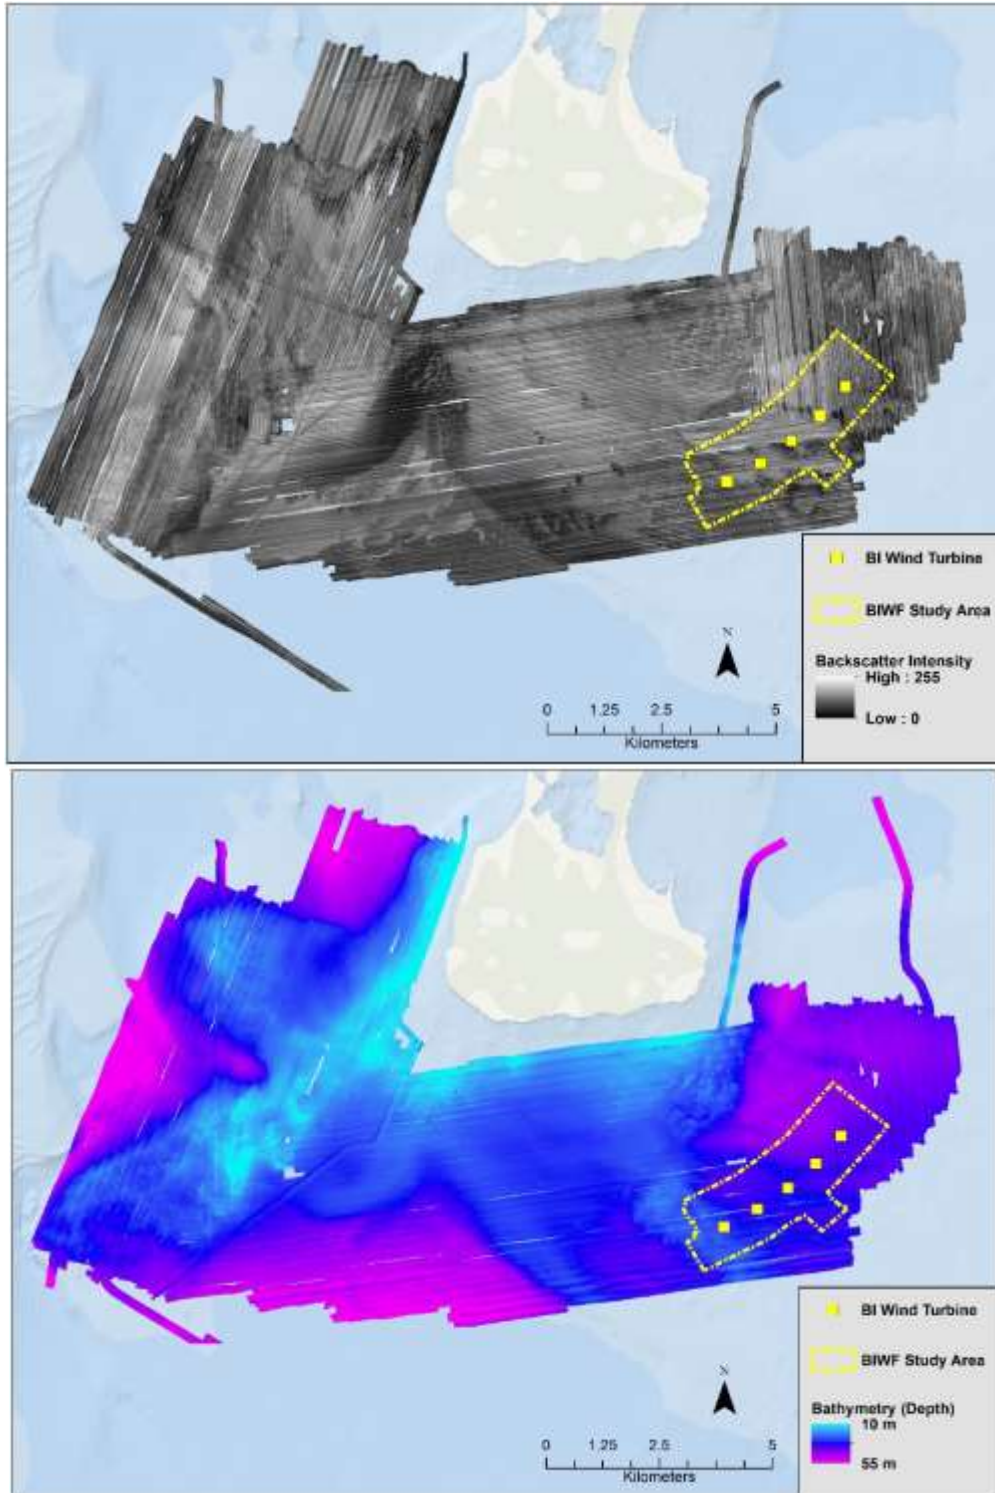 N
0 1.25 2.5 5
Kilometers
BI Wind Turbine
BIWF Study Area
Backscatter Intensity
High : 255
Low : 0
N
0 1.25 2.5 5
Kilometers
BI Wind Turbine
BIWF Study Area
Bathymetry (Depth)
10 m
55 m